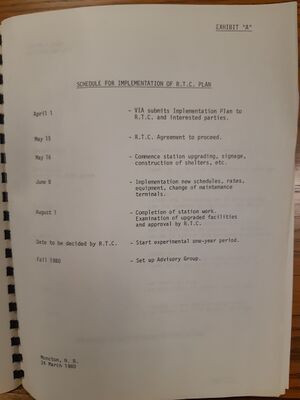 EXHIBIT "A"
SCHEDULE FOR IMPLEMENTATION OF R.T.C. PLAN
April 1 - VIA submits Implementation Plan to
R.T.C. and interested parties.
May 15 - R.T.C. Agreement to proceed.
May 16 - Commence station upgrading, signage,
construction of shelters, etc.
June 8 - Implementation new schedules, rates,
equipment, change of maintenance
terminals.
August 1 - Completion of station work.
Examination of upgraded facilities
and approval by R.T.C.
Date to be decided by R.T.C. - Start experimental one-year period.
Fall 1980 - Set up Advisory Group.
Moncton, N. B.
24 March 1980